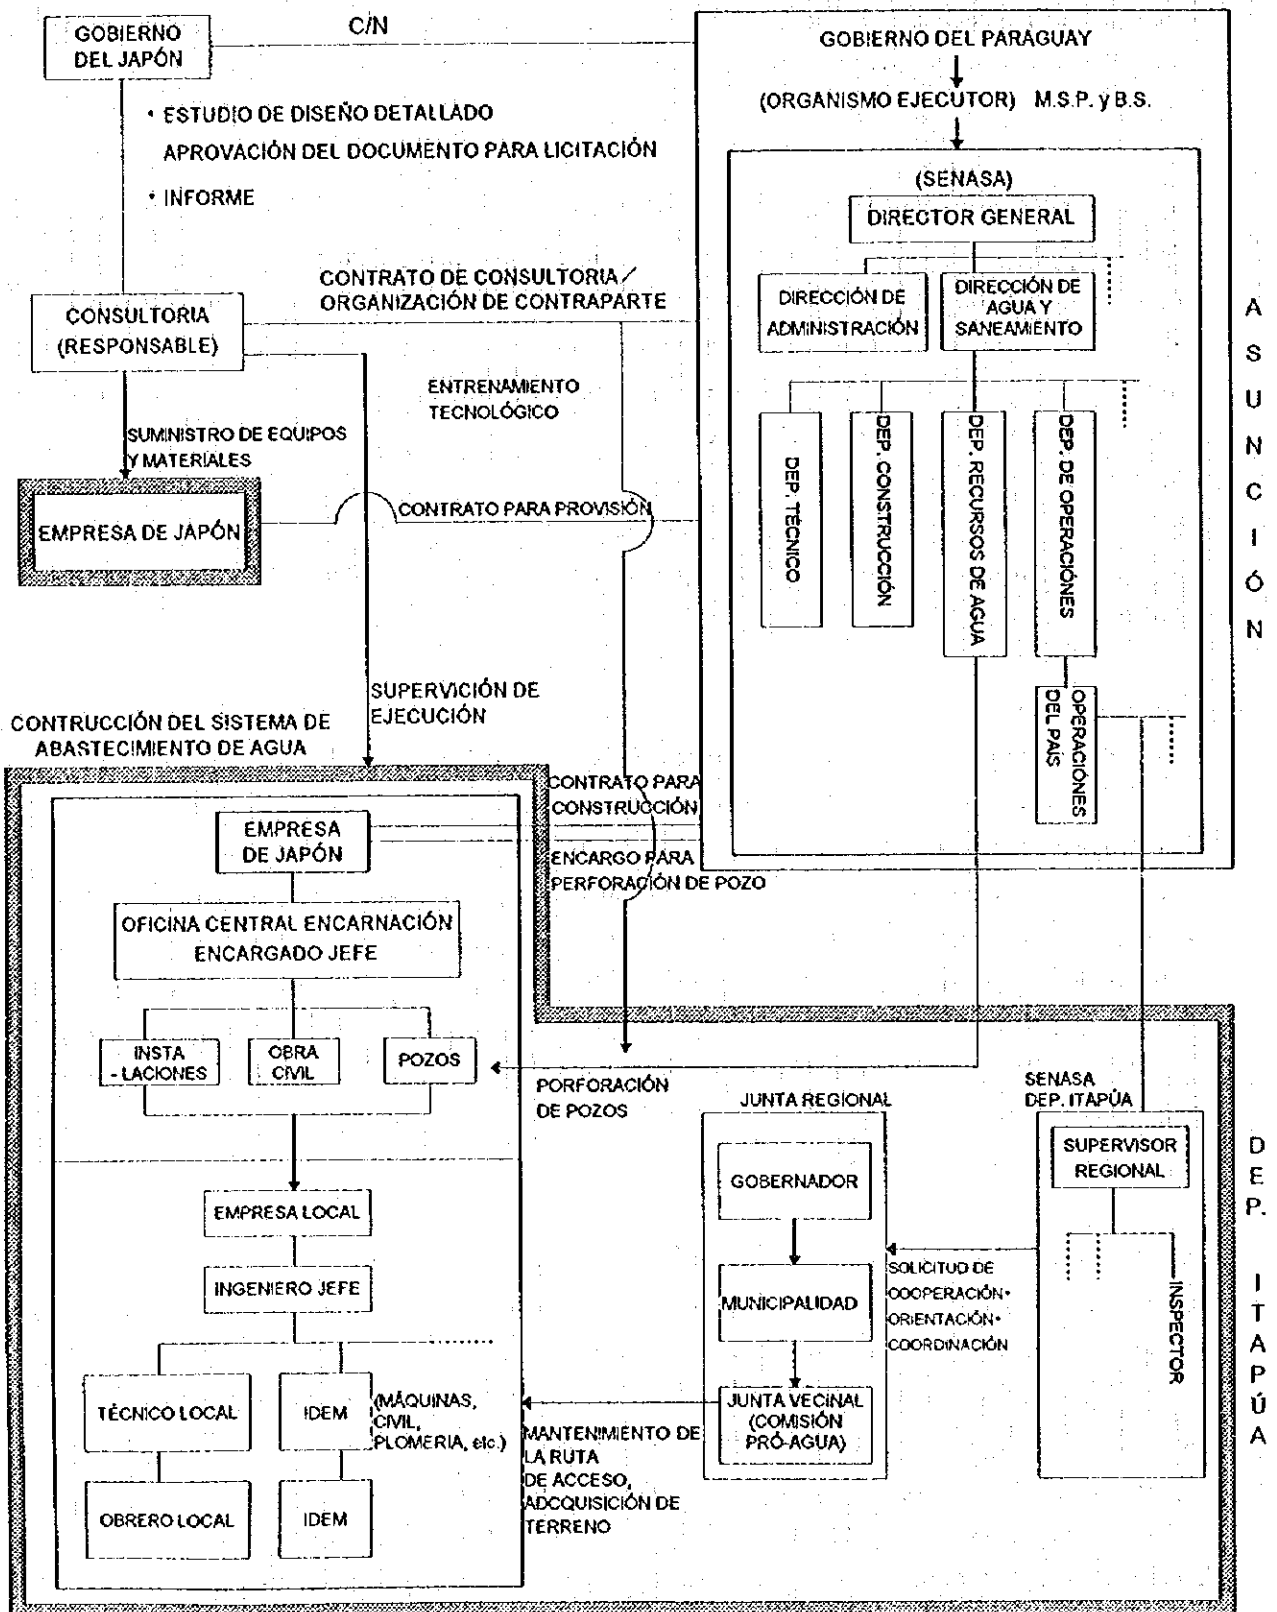 GOBIERNO
DEL JAPÓN
C/N
• ESTUDIO DE DISEÑO DETALLADO
APROVACIÓN DEL DOCUMENTO PARA LICITACIÓN
• INFORME
CONSULTORIA
(RESPONSABLE)
CONTRATO DE CONSULTORIA /
ORGANIZACIÓN DE CONTRAPARTE
ENTRENAMIENTO
TECNOLÓGICO
SUMINISTRO DE EQUIPOS
Y MATERIALES
EMPRESA DE JAPÓN
CONTRATO PARA PROVISIÓN
SUPERVICIÓN DE
EJECUCIÓN
GOBIERNO DEL PARAGUAY
(ORGANISMO EJECUTOR) M.S.P. y B.S.
(SENASA)
DIRECTOR GENERAL
DIRECCIÓN DE
ADMINISTRACIÓN
DIRECCIÓN DE
AGUA Y
SANEAMIENTO
DEP. TÉCNICO
DEP. CONSTRUCCIÓN
DEP. RECURSOS DE AGUA
DEP. DE OPERACIÓNES
OPERACIÓNES
DEL PAÍS
ASUNCIÓN
CONTRUCCIÓN DEL SISTEMA DE
ABASTECIMIENTO DE AGUA
EMPRESA
DE JAPÓN
CONTRATO PARA
CONSTRUCCIÓN
ENCARGO PARA
PERFORACIÓN DE POZO
OFICINA CENTRAL ENCARNACIÓN
ENCARGADO JEFE
INSTA
- LACIONES
OBRA
CIVIL
POZOS
PORFORACIÓN
DE POZOS
EMPRESA LOCAL
INGENIERO JEFE
TÉCNICO LOCAL
IDEM
(MÁQUINAS,
CIVIL,
PLOMERIA, etc.)
OBRERO LOCAL
IDEM
MANTENIMIENTO DE
LA RUTA
DE ACCESO,
ADCQUISICIÓN DE
TERRENO
JUNTA REGIONAL
GOBERNADOR
MUNICIPALIDAD
JUNTA VECINAL
(COMISIÓN
PRÓ-AGUA)
SOLICITUD DE
COOPERACIÓN•
ORIENTACIÓN•
COORDINACIÓN
SENASA
DEP. ITAPÚA
SUPERVISOR
REGIONAL
INSPECTOR
DEP. ITAPÚA